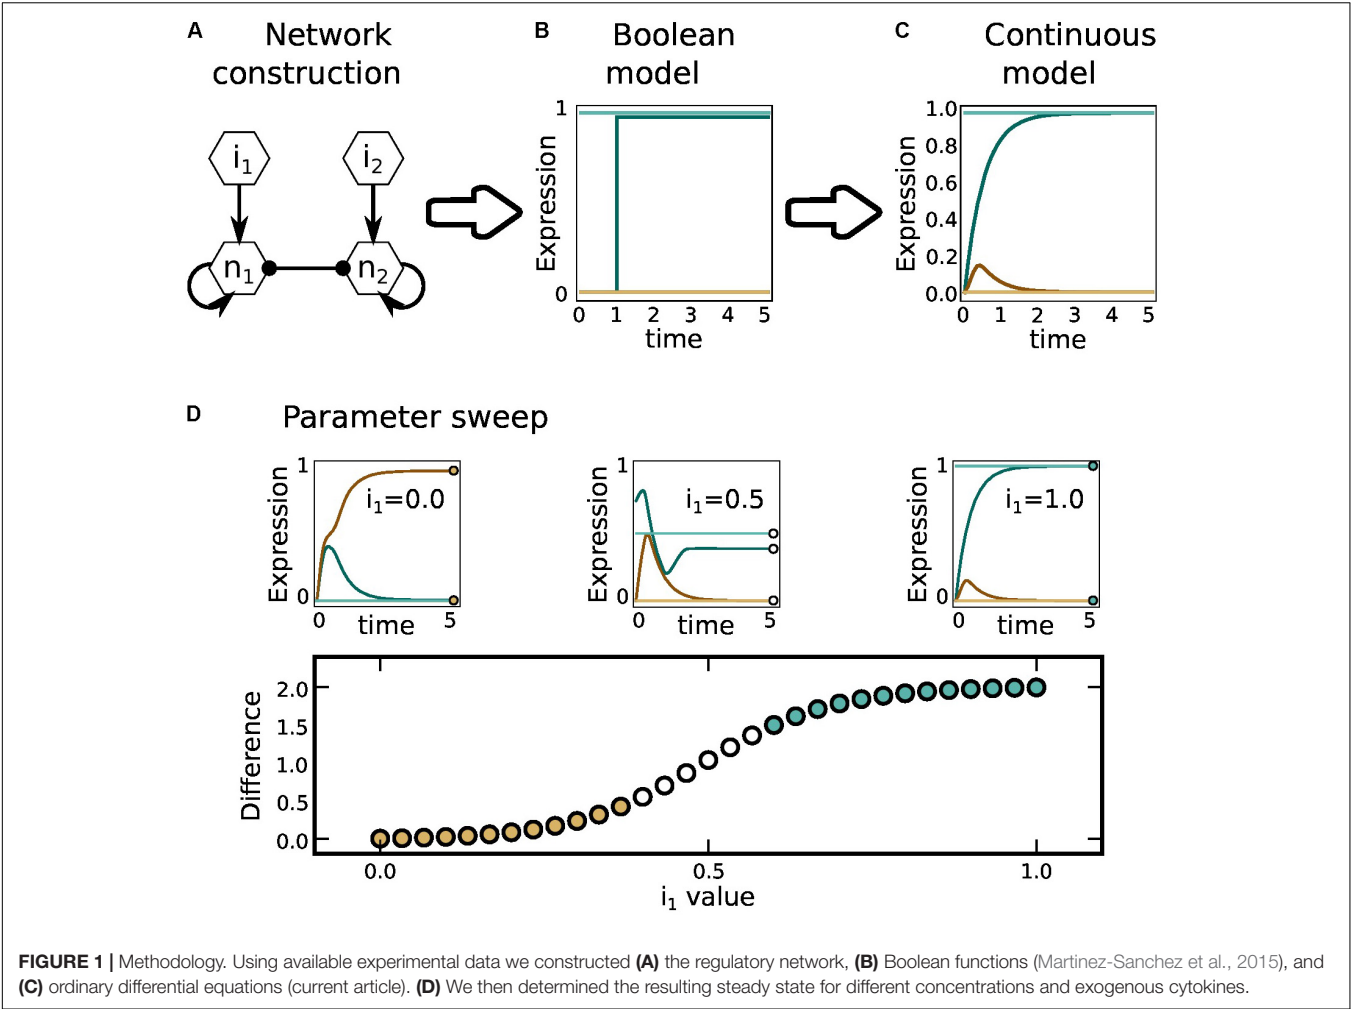 A Network construction
B Boolean model
C Continuous model
i1 i2
n1 n2
Expression
1
0
0 1 2 3 4 5
time
Expression
1.0
0.8
0.6
0.4
0.2
0.0
0 1 2 3 4 5
time
D Parameter sweep
Expression
1
i1=0.0
0
0 5
time
Expression
1
i1=0.5
0
0 5
time
Expression
1
i1=1.0
0
0 5
time
Difference
2.0
1.5
1.0
0.5
0.0
0.0 0.5 1.0
i1 value
FIGURE 1 | Methodology. Using available experimental data we constructed (A) the regulatory network, (B) Boolean functions (Martinez-Sanchez et al., 2015), and
(C) ordinary differential equations (current article). (D) We then determined the resulting steady state for different concentrations and exogenous cytokines.